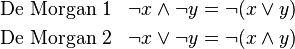 De Morgan 1 ¬x ∧ ¬y = ¬(x ∨ y)
De Morgan 2 ¬x ∨ ¬y = ¬(x ∧ y)